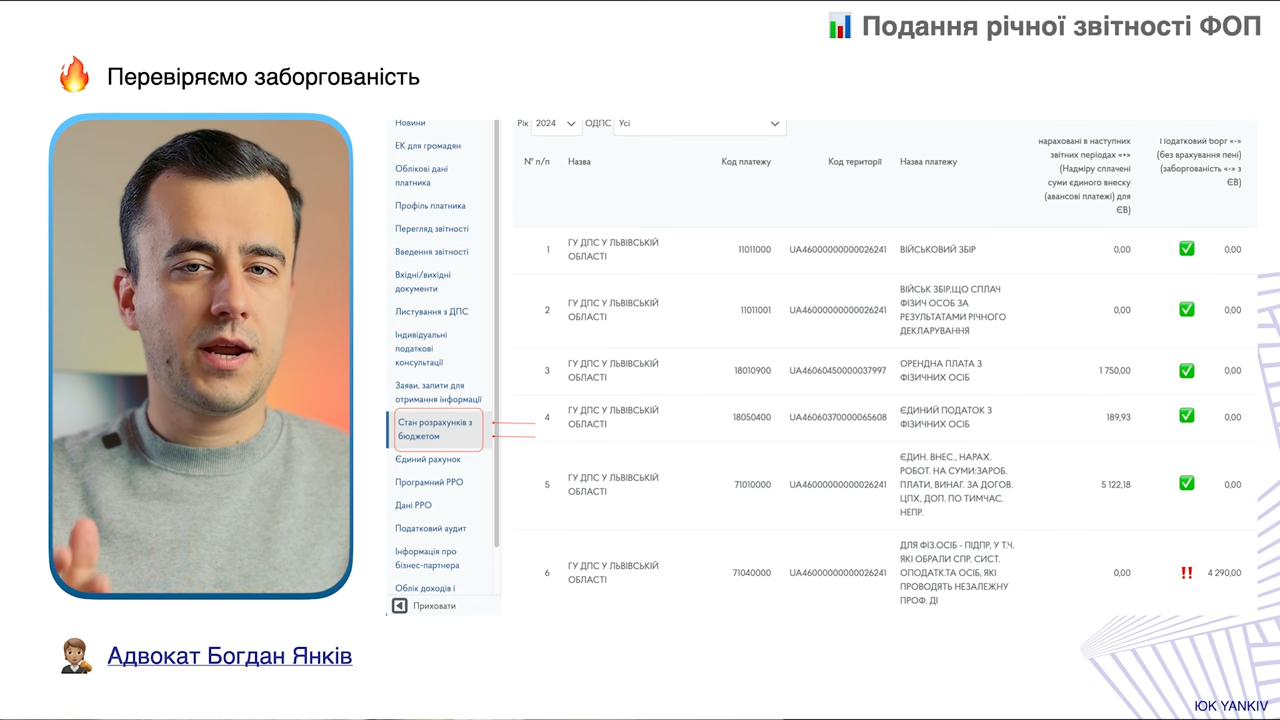 Подання річної звітності ФОП
Перевіряємо заборгованість
Новини
ЕК для громадян
Облікові дані
платника
Профіль платника
Перегляд звітності
Введення звітності
Вхідні/вихідні
документи
Листування з ДПС
Індивідуальні
податкові
консультації
Заяви, запити для
отримання інформації
Стан розрахунків з
бюджетом
Єдиний рахунок
Програмний РРО
Дані РРО
Податковий аудит
Інформація про
бізнес-партнера
Облік доходів і
Приховати
Рік 2024 ОДПС Усі
№ п/п Назва Код платежу Код території Назва платежу
нараховані в наступних
звітних періодах «+»
(Надміру сплачені
суми єдиного внеску
(авансові платежі) для
ЄВ)
Податковий борг «-»
(без врахування пені)
(заборгованість «-» з
ЄВ)
1 ГУ ДПС У ЛЬВІВСЬКІЙ
ОБЛАСТІ
11011000 UA46000000000026241 ВІЙСЬКОВИЙ ЗБІР 0,00 0,00
2 ГУ ДПС У ЛЬВІВСЬКІЙ
ОБЛАСТІ
11011001 UA46000000000026241
ВІЙСЬК ЗБІР,ЩО СПЛАЧ
ФІЗИЧ ОСОБ ЗА
РЕЗУЛЬТАТАМИ РІЧНОГО
ДЕКЛАРУВАННЯ
0,00 0,00
3 ГУ ДПС У ЛЬВІВСЬКІЙ
ОБЛАСТІ
18010900 UA46060450000037997
ОРЕНДНА ПЛАТА З
ФІЗИЧНИХ ОСІБ
1 750,00 0,00
4 ГУ ДПС У ЛЬВІВСЬКІЙ
ОБЛАСТІ
18050400 UA46060370000065608
ЄДИНИЙ ПОДАТОК З
ФІЗИЧНИХ ОСІБ
189,93 0,00
5 ГУ ДПС У ЛЬВІВСЬКІЙ
ОБЛАСТІ
71010000 UA46000000000026241
ЄДИН. ВНЕС., НАРАХ.
РОБОТ. НА СУМИ:ЗАРОБ.
ПЛАТИ, ВИНАГ. ЗА ДОГОВ.
ЦПХ, ДОП. ПО ТИМЧАС.
НЕПР.
5 122,18 0,00
6 ГУ ДПС У ЛЬВІВСЬКІЙ
ОБЛАСТІ
71040000 UA46000000000026241
ДЛЯ ФІЗ.ОСІБ - ПІДПР, У Т.Ч.
ЯКІ ОБРАЛИ СПР. СИСТ.
ОПОДАТК.ТА ОСІБ, ЯКІ
ПРОВОДЯТЬ НЕЗАЛЕЖНУ
ПРОФ. ДІ
0,00 4 290,00
Адвокат Богдан Янків
ЮК YANKIV